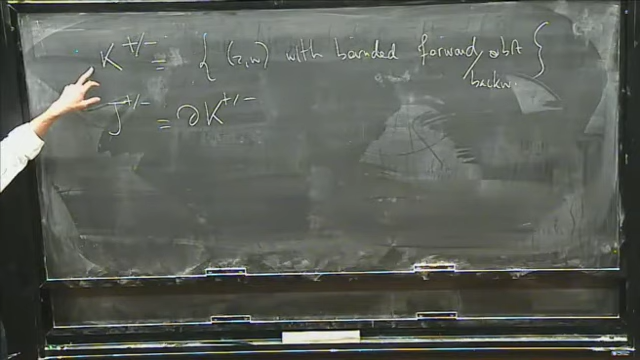 K^{+/-} = { (z,w) with bounded forward/backw. orbit }
J^{+/-} = ∂K^{+/-}